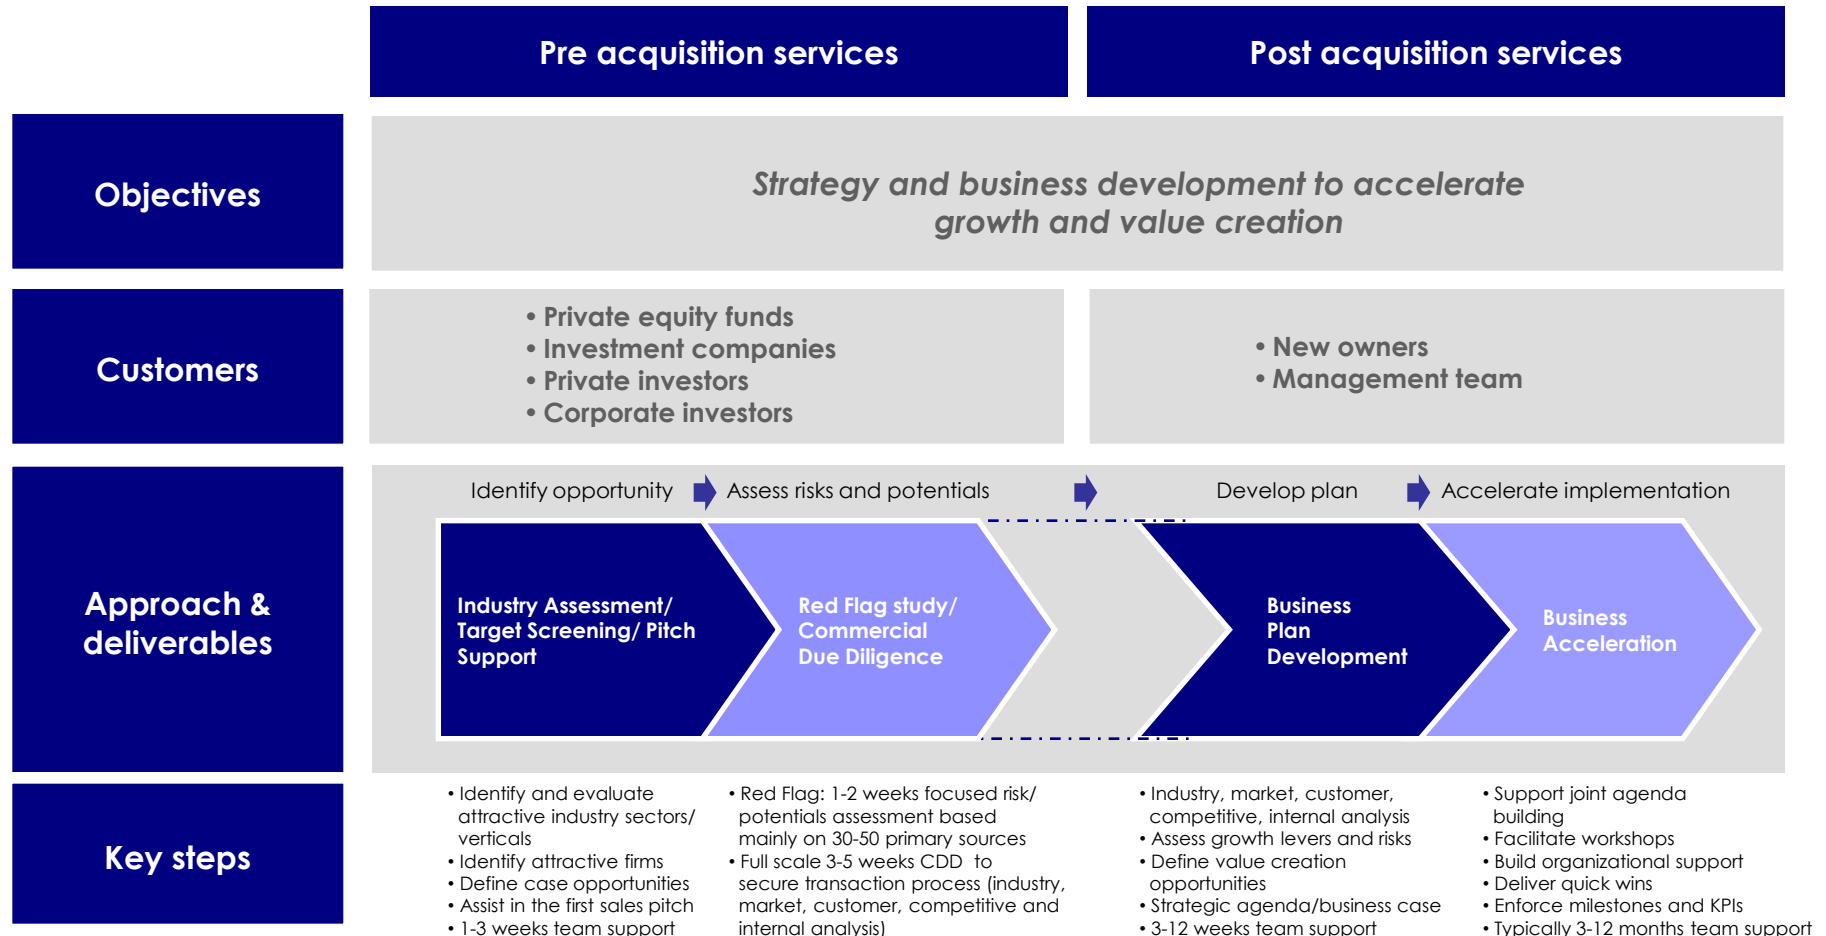 Pre acquisition services
Post acquisition services
Objectives
Strategy and business development to accelerate
growth and value creation
Customers
• Private equity funds
• Investment companies
• Private investors
• Corporate investors
• New owners
• Management team
Approach &
deliverables
Identify opportunity
Assess risks and potentials
Develop plan
Accelerate implementation
Industry Assessment/
Target Screening/ Pitch
Support
Red Flag study/
Commercial
Due Diligence
Business
Plan
Development
Business
Acceleration
Key steps
• Identify and evaluate
attractive industry sectors/
verticals
• Identify attractive firms
• Define case opportunities
• Assist in the first sales pitch
• 1-3 weeks team support
• Red Flag: 1-2 weeks focused risk/
potentials assessment based
mainly on 30-50 primary sources
• Full scale 3-5 weeks CDD to
secure transaction process (industry,
market, customer, competitive and
internal analysis)
• Industry, market, customer,
competitive, internal analysis
• Assess growth levers and risks
• Define value creation
opportunities
• Strategic agenda/business case
• 3-12 weeks team support
• Support joint agenda
building
• Facilitate workshops
• Build organizational support
• Deliver quick wins
• Enforce milestones and KPIs
• Typically 3-12 months team support